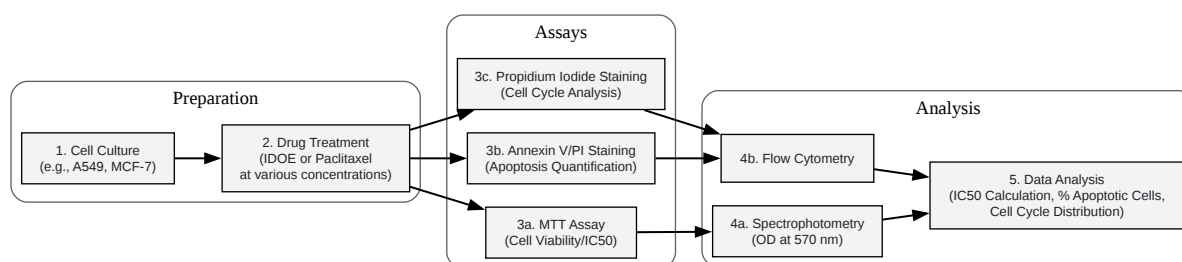 Preparation
1. Cell Culture
(e.g., A549, MCF-7)
2. Drug Treatment
(IDOE or Paclitaxel
at various concentrations)
Assays
3c. Propidium Iodide Staining
(Cell Cycle Analysis)
3b. Annexin V/PI Staining
(Apoptosis Quantification)
3a. MTT Assay
(Cell Viability/IC50)
Analysis
4b. Flow Cytometry
4a. Spectrophotometry
(OD at 570 nm)
5. Data Analysis
(IC50 Calculation, % Apoptotic Cells,
Cell Cycle Distribution)